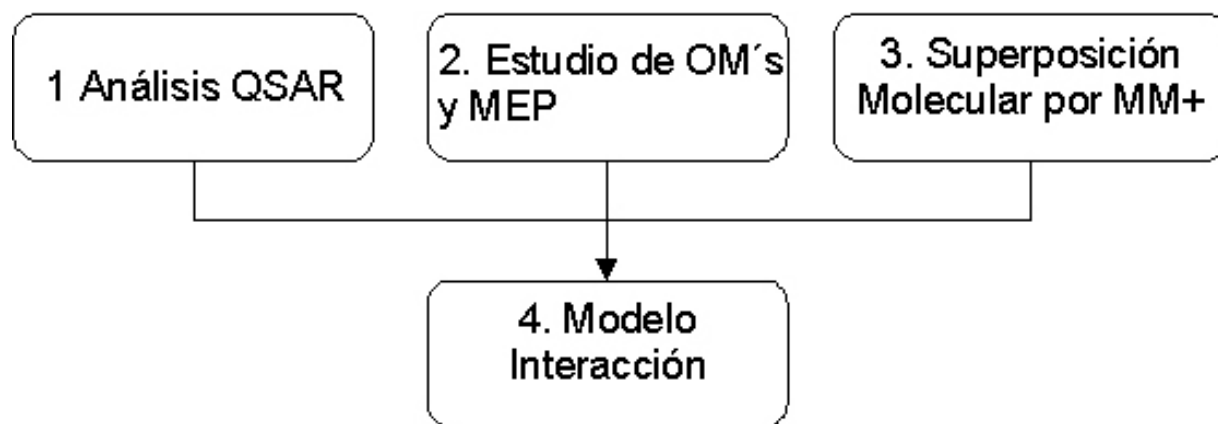 1 Análisis QSAR
2. Estudio de OM´s
y MEP
3. Superposición
Molecular por MM+
4. Modelo
Interacción